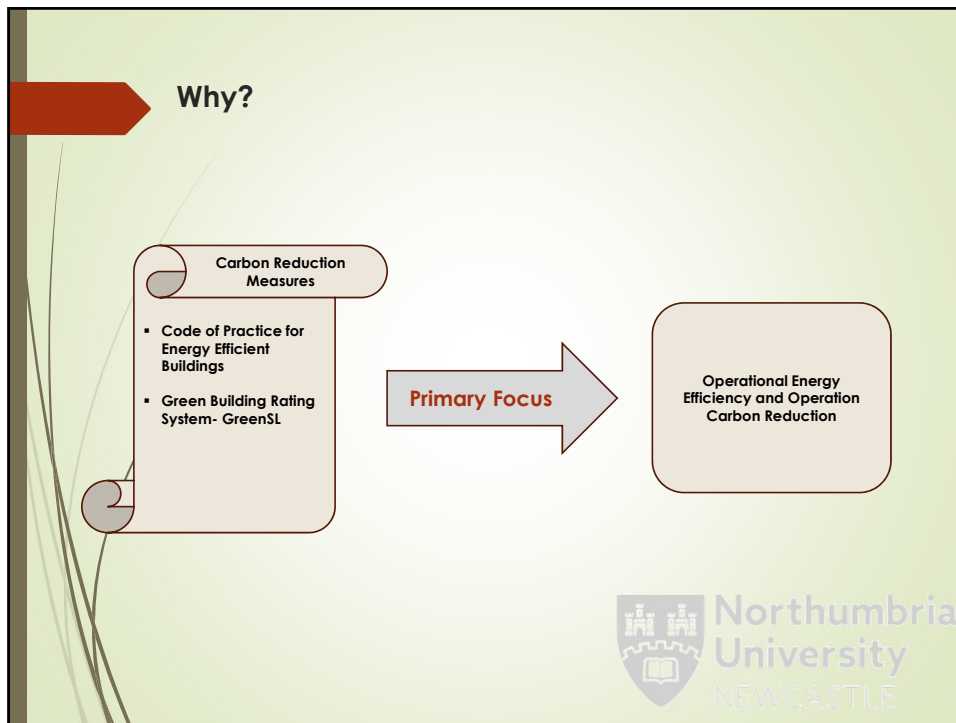 Why?
Carbon Reduction
Measures
▪ Code of Practice for
Energy Efficient
Buildings
▪ Green Building Rating
System- GreenSL
Primary Focus
Operational Energy
Efficiency and Operation
Carbon Reduction
Northumbria
University
NEWCASTLE